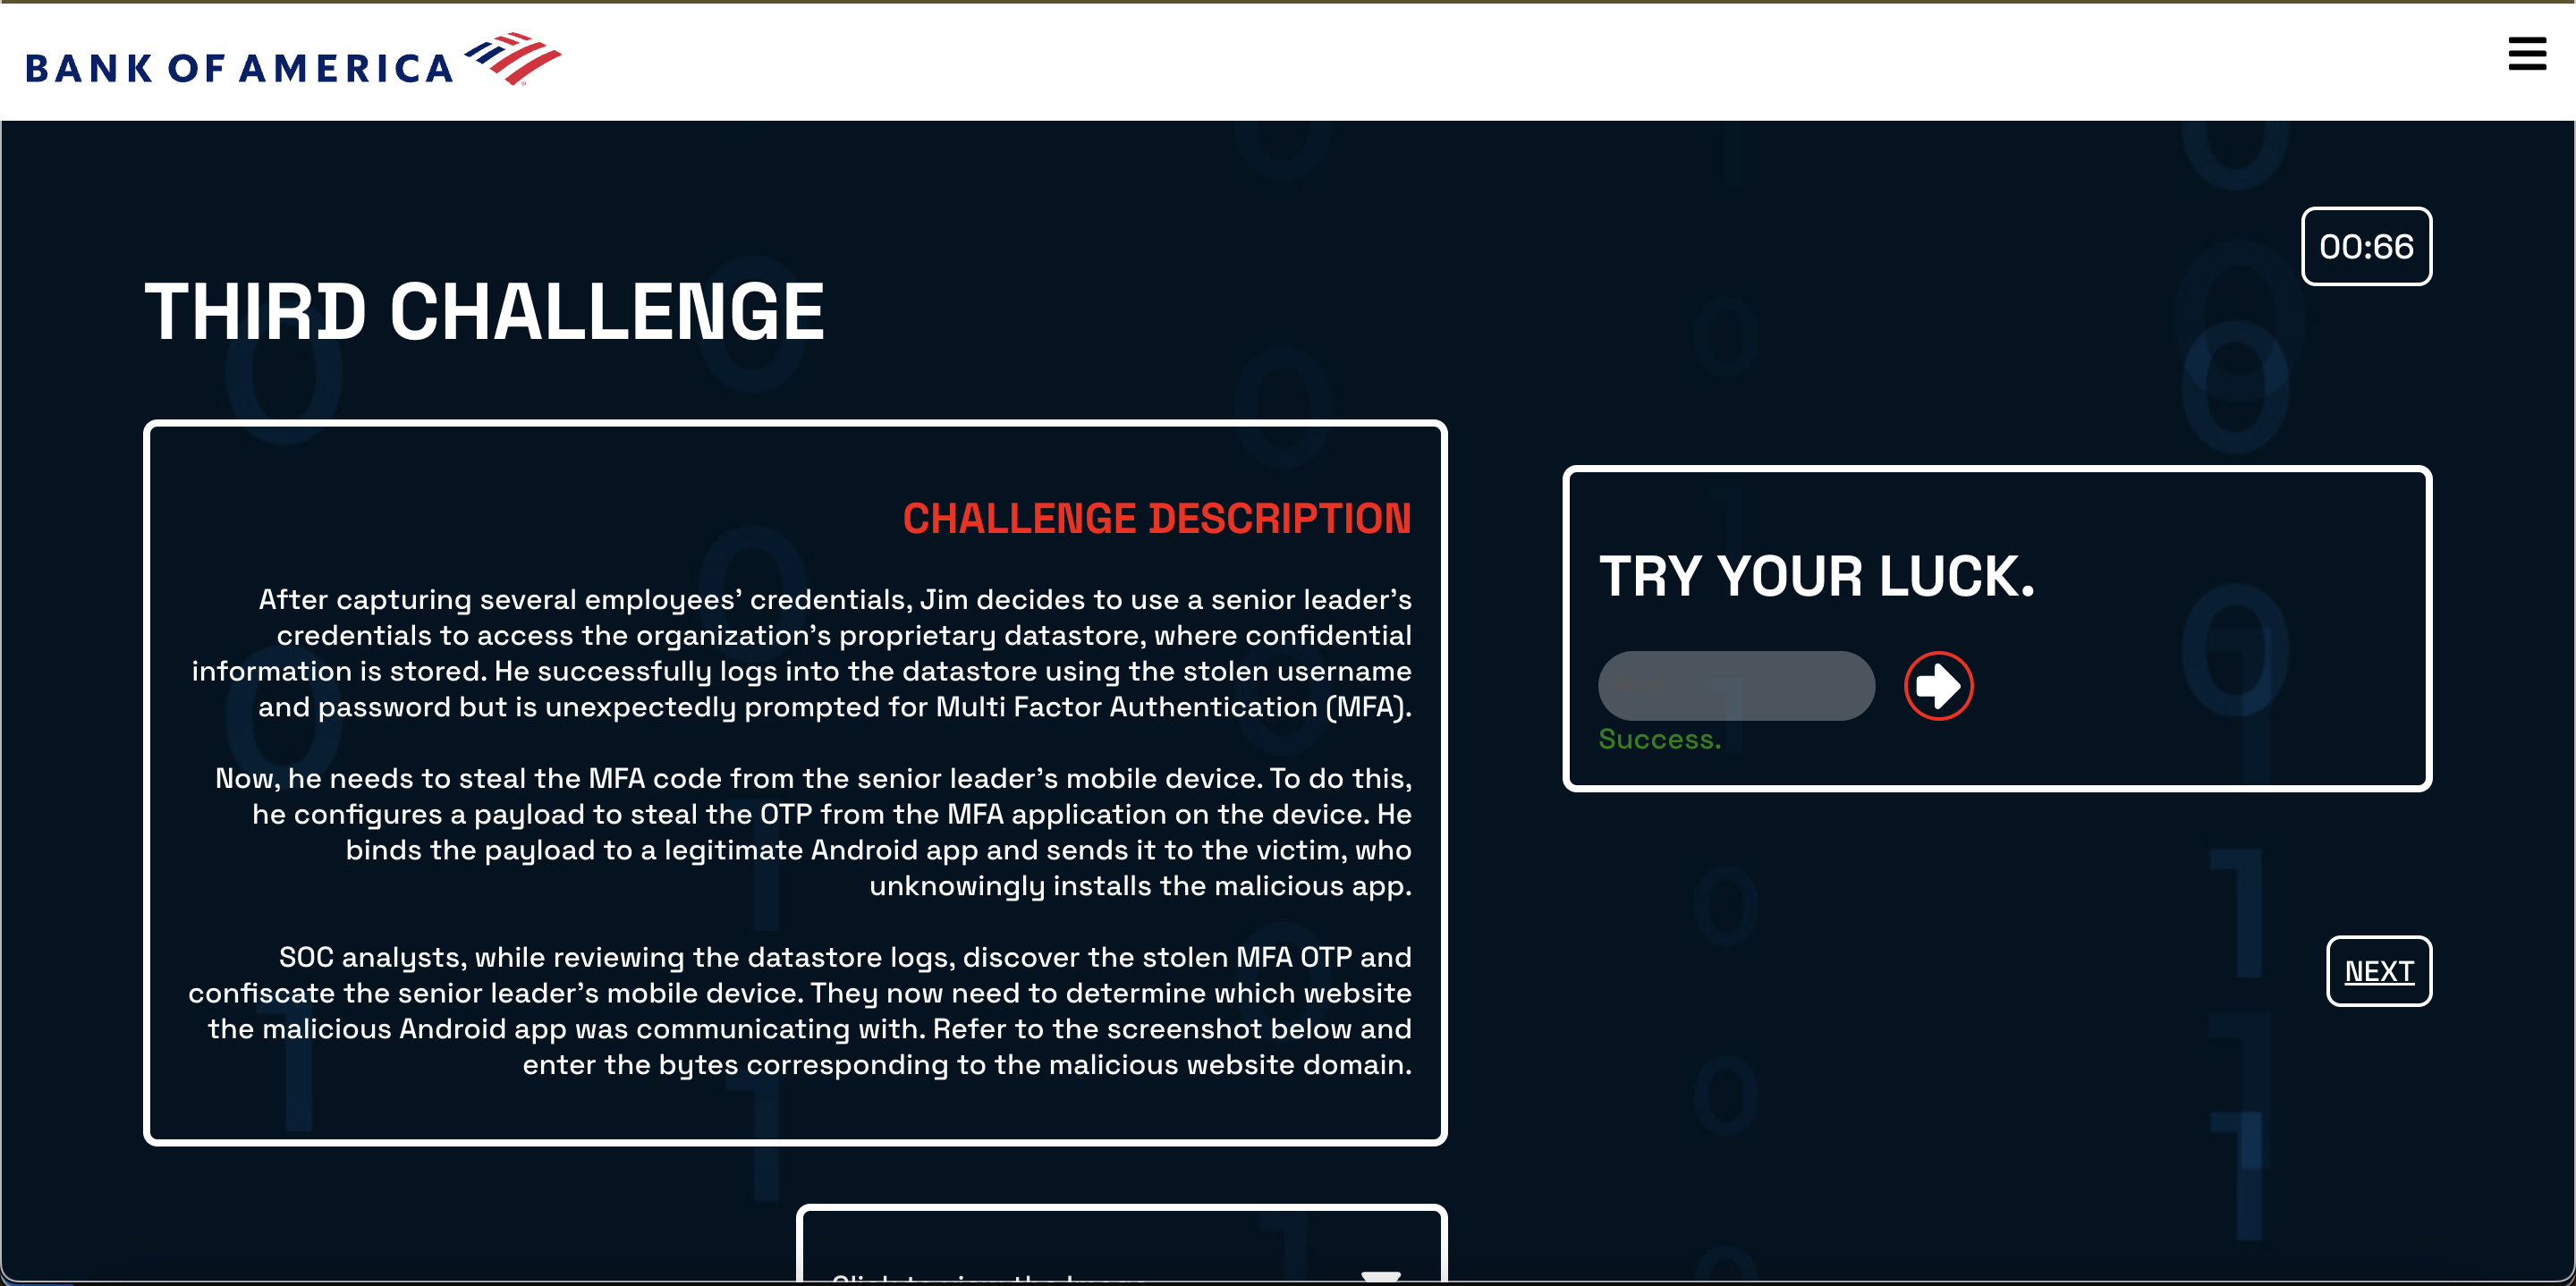 BANK OF AMERICA
00:66
THIRD CHALLENGE
CHALLENGE DESCRIPTION
After capturing several employees’ credentials, Jim decides to use a senior leader’s
credentials to access the organization’s proprietary datastore, where confidential
information is stored. He successfully logs into the datastore using the stolen username
and password but is unexpectedly prompted for Multi Factor Authentication (MFA).
Now, he needs to steal the MFA code from the senior leader’s mobile device. To do this,
he configures a payload to steal the OTP from the MFA application on the device. He
binds the payload to a legitimate Android app and sends it to the victim, who
unknowingly installs the malicious app.
SOC analysts, while reviewing the datastore logs, discover the stolen MFA OTP and
confiscate the senior leader’s mobile device. They now need to determine which website
the malicious Android app was communicating with. Refer to the screenshot below and
enter the bytes corresponding to the malicious website domain.
TRY YOUR LUCK.
Success.
NEXT
Click to view the Image